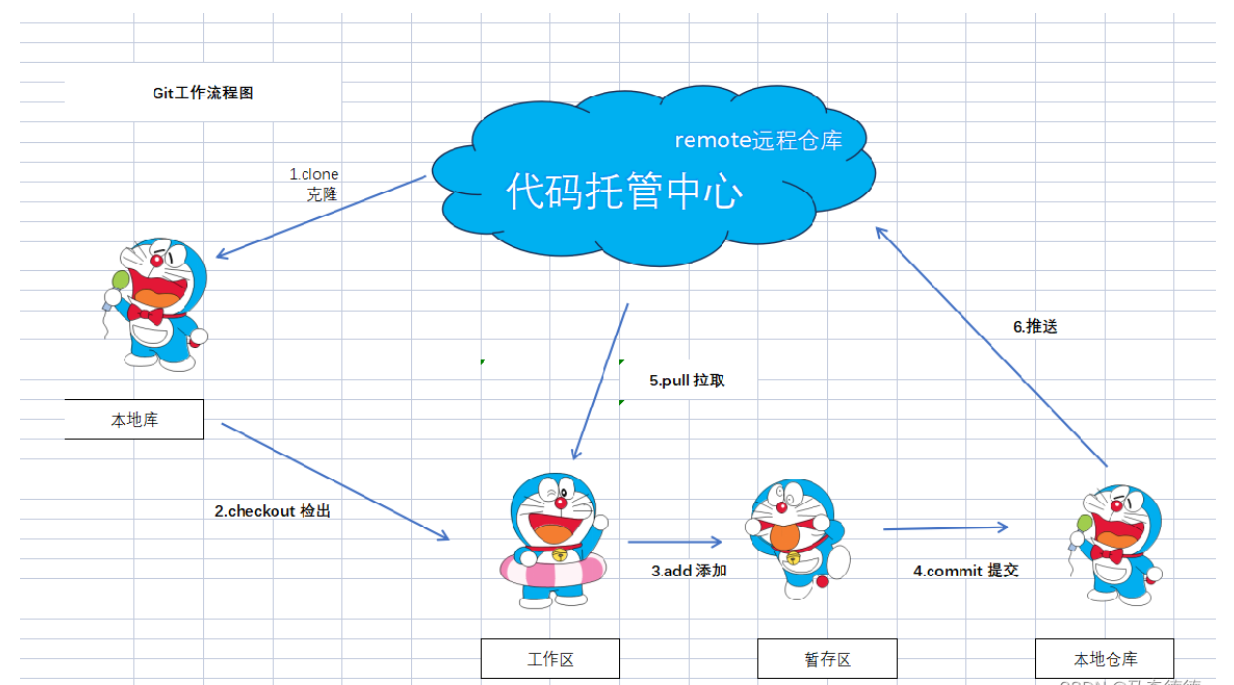 Git工作流程图
remote远程仓库
代码托管中心
1.clone
克隆
6.推送
5.pull 拉取
本地库
2.checkout 检出
3.add 添加
4.commit 提交
工作区
暂存区
本地仓库